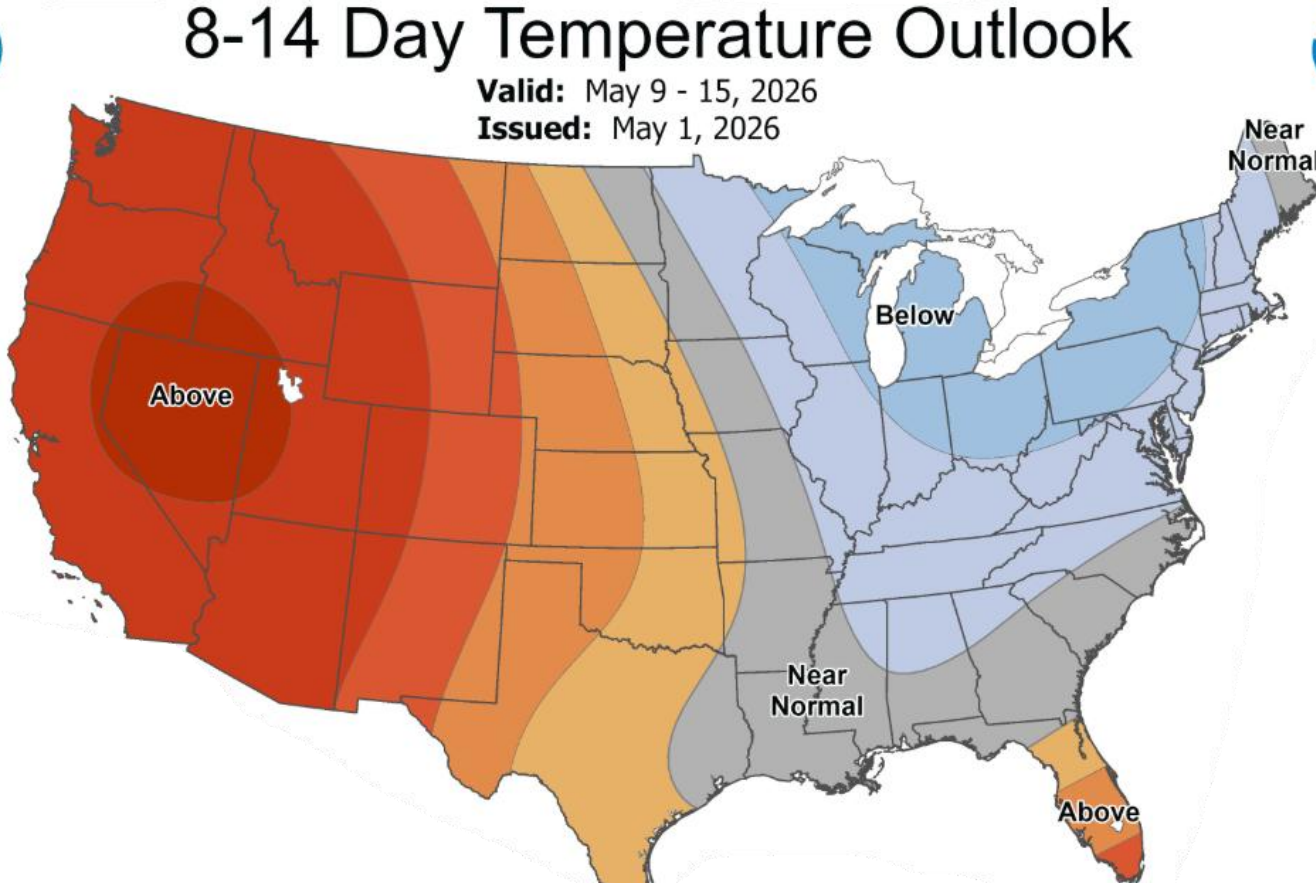 8-14 Day Temperature Outlook
Valid: May 9 - 15, 2026
Issued: May 1, 2026
Near
Normal
Below
Above
Near
Normal
Above